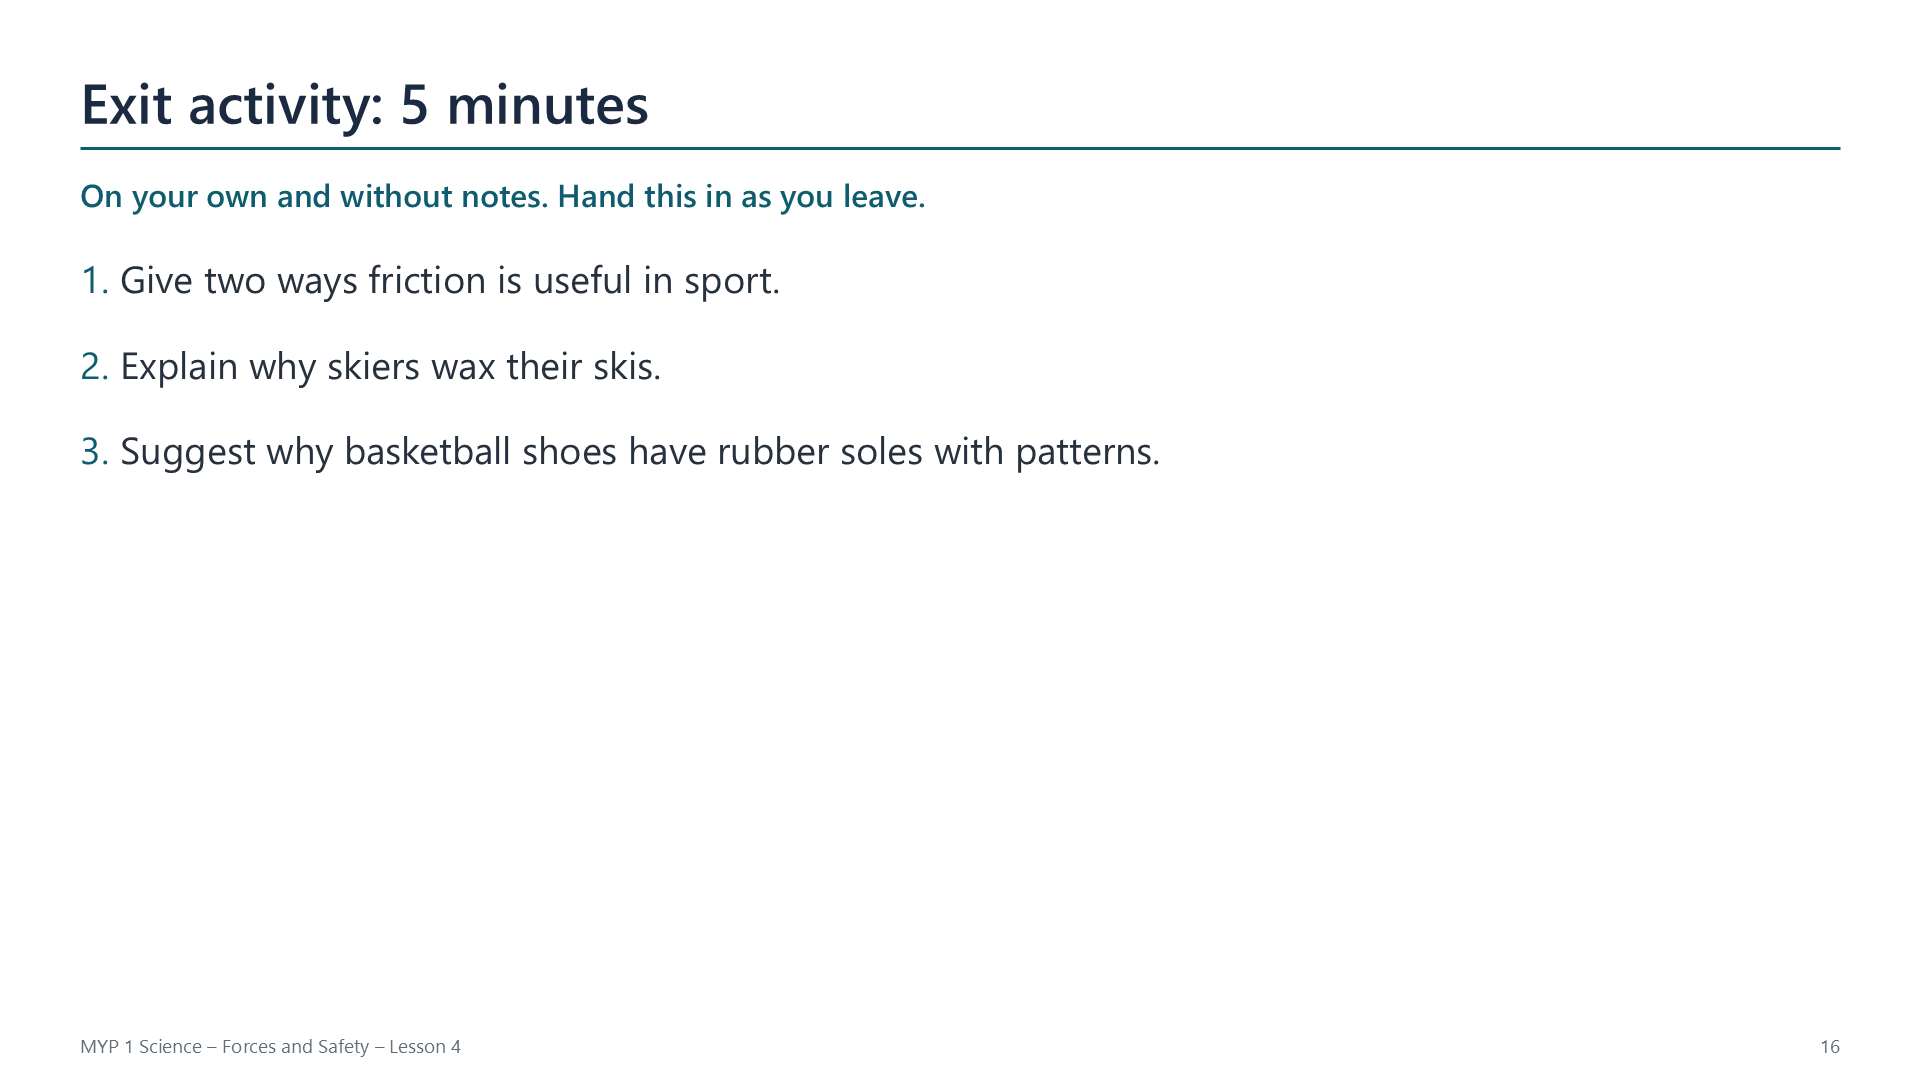 Exit activity: 5 minutes
On your own and without notes. Hand this in as you leave.
1. Give two ways friction is useful in sport.
2. Explain why skiers wax their skis.
3. Suggest why basketball shoes have rubber soles with patterns.
MYP 1 Science – Forces and Safety – Lesson 4
16